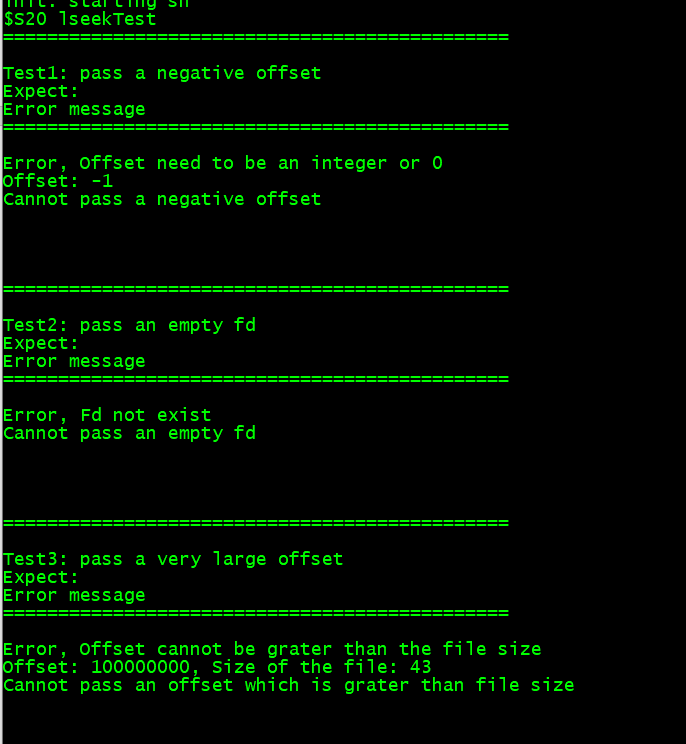 init: starting sh
$S20 lseekTest
==============================================
Test1: pass a negative offset
Expect:
Error message
==============================================
Error, Offset need to be an integer or 0
Offset: -1
Cannot pass a negative offset
==============================================
Test2: pass an empty fd
Expect:
Error message
==============================================
Error, Fd not exist
Cannot pass an empty fd
==============================================
Test3: pass a very large offset
Expect:
Error message
==============================================
Error, Offset cannot be grater than the file size
Offset: 100000000, Size of the file: 43
Cannot pass an offset which is grater than file size